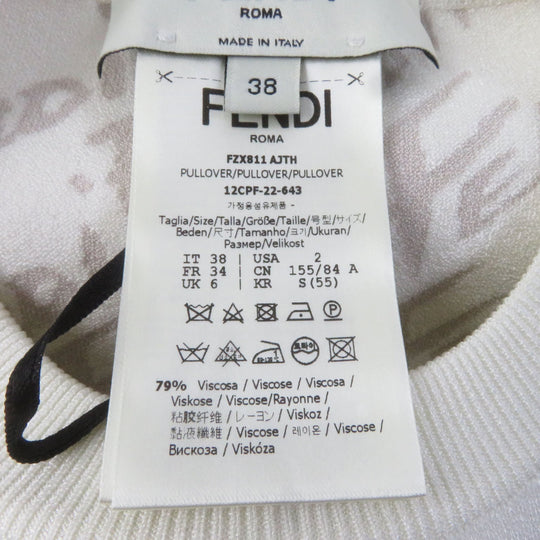 ROMA
MADE IN ITALY
38
FENDI
ROMA
FZX811 AJTH
PULLOVER/PULLOVER/PULLOVER
12CPF-22-643
가정용섬유제품 -
Taglia/Size/Talla/Größe/Taille/号型/サイズ/
Beden/尺寸/Tamanho/크기/Ukuran/
Размер/Velikost
IT 38 | USA 2
FR 34 | CN 155/84 A
UK 6 | KR S(55)
79% Viscosa / Viscose / Viscosa /
Viskose / Viscose/Rayonne /
粘胶纤维 / レーヨン / Viskoz /
黏液纖維 / Viscose / 레이온 / Viscose /
Вискоза / Viskóza